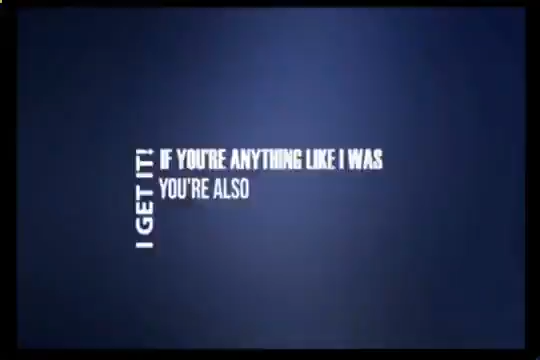 I GET IT!
IF YOU'RE ANYTHING LIKE I WAS
YOU'RE ALSO